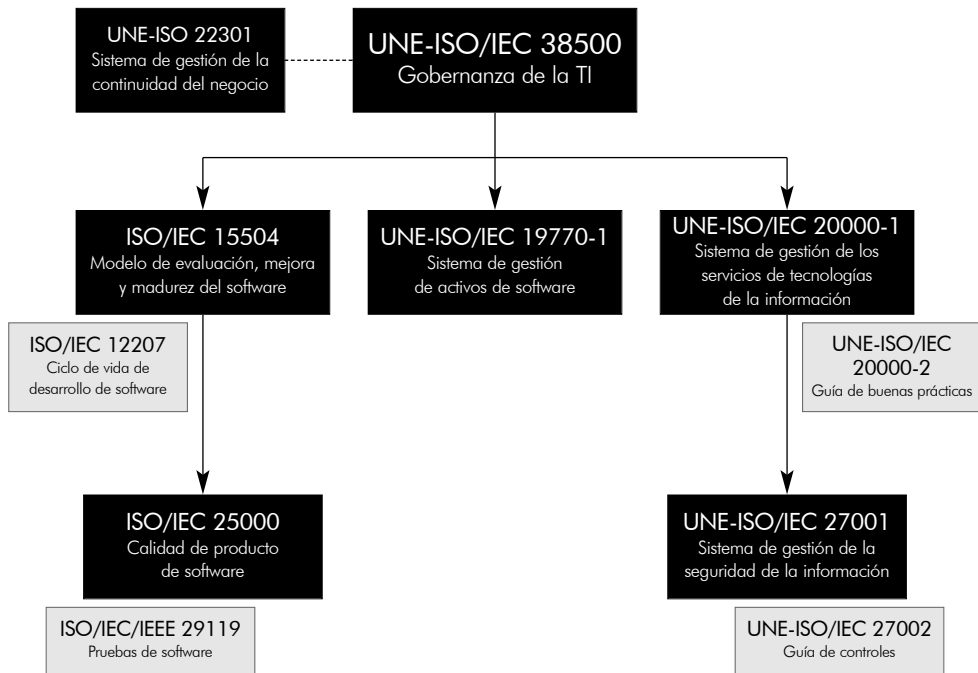 UNE-ISO 22301
Sistema de gestión de la
continuidad del negocio
UNE-ISO/IEC 38500
Gobernanza de la TI
ISO/IEC 15504
Modelo de evaluación, mejora
y madurez del software
UNE-ISO/IEC 19770-1
Sistema de gestión
de activos de software
UNE-ISO/IEC 20000-1
Sistema de gestión de los
servicios de tecnologías
de la información
ISO/IEC 12207
Ciclo de vida de
desarrollo de software
UNE-ISO/IEC
20000-2
Guía de buenas prácticas
ISO/IEC 25000
Calidad de producto
de software
UNE-ISO/IEC 27001
Sistema de gestión de la
seguridad de la información
ISO/IEC/IEEE 29119
Pruebas de software
UNE-ISO/IEC 27002
Guía de controles